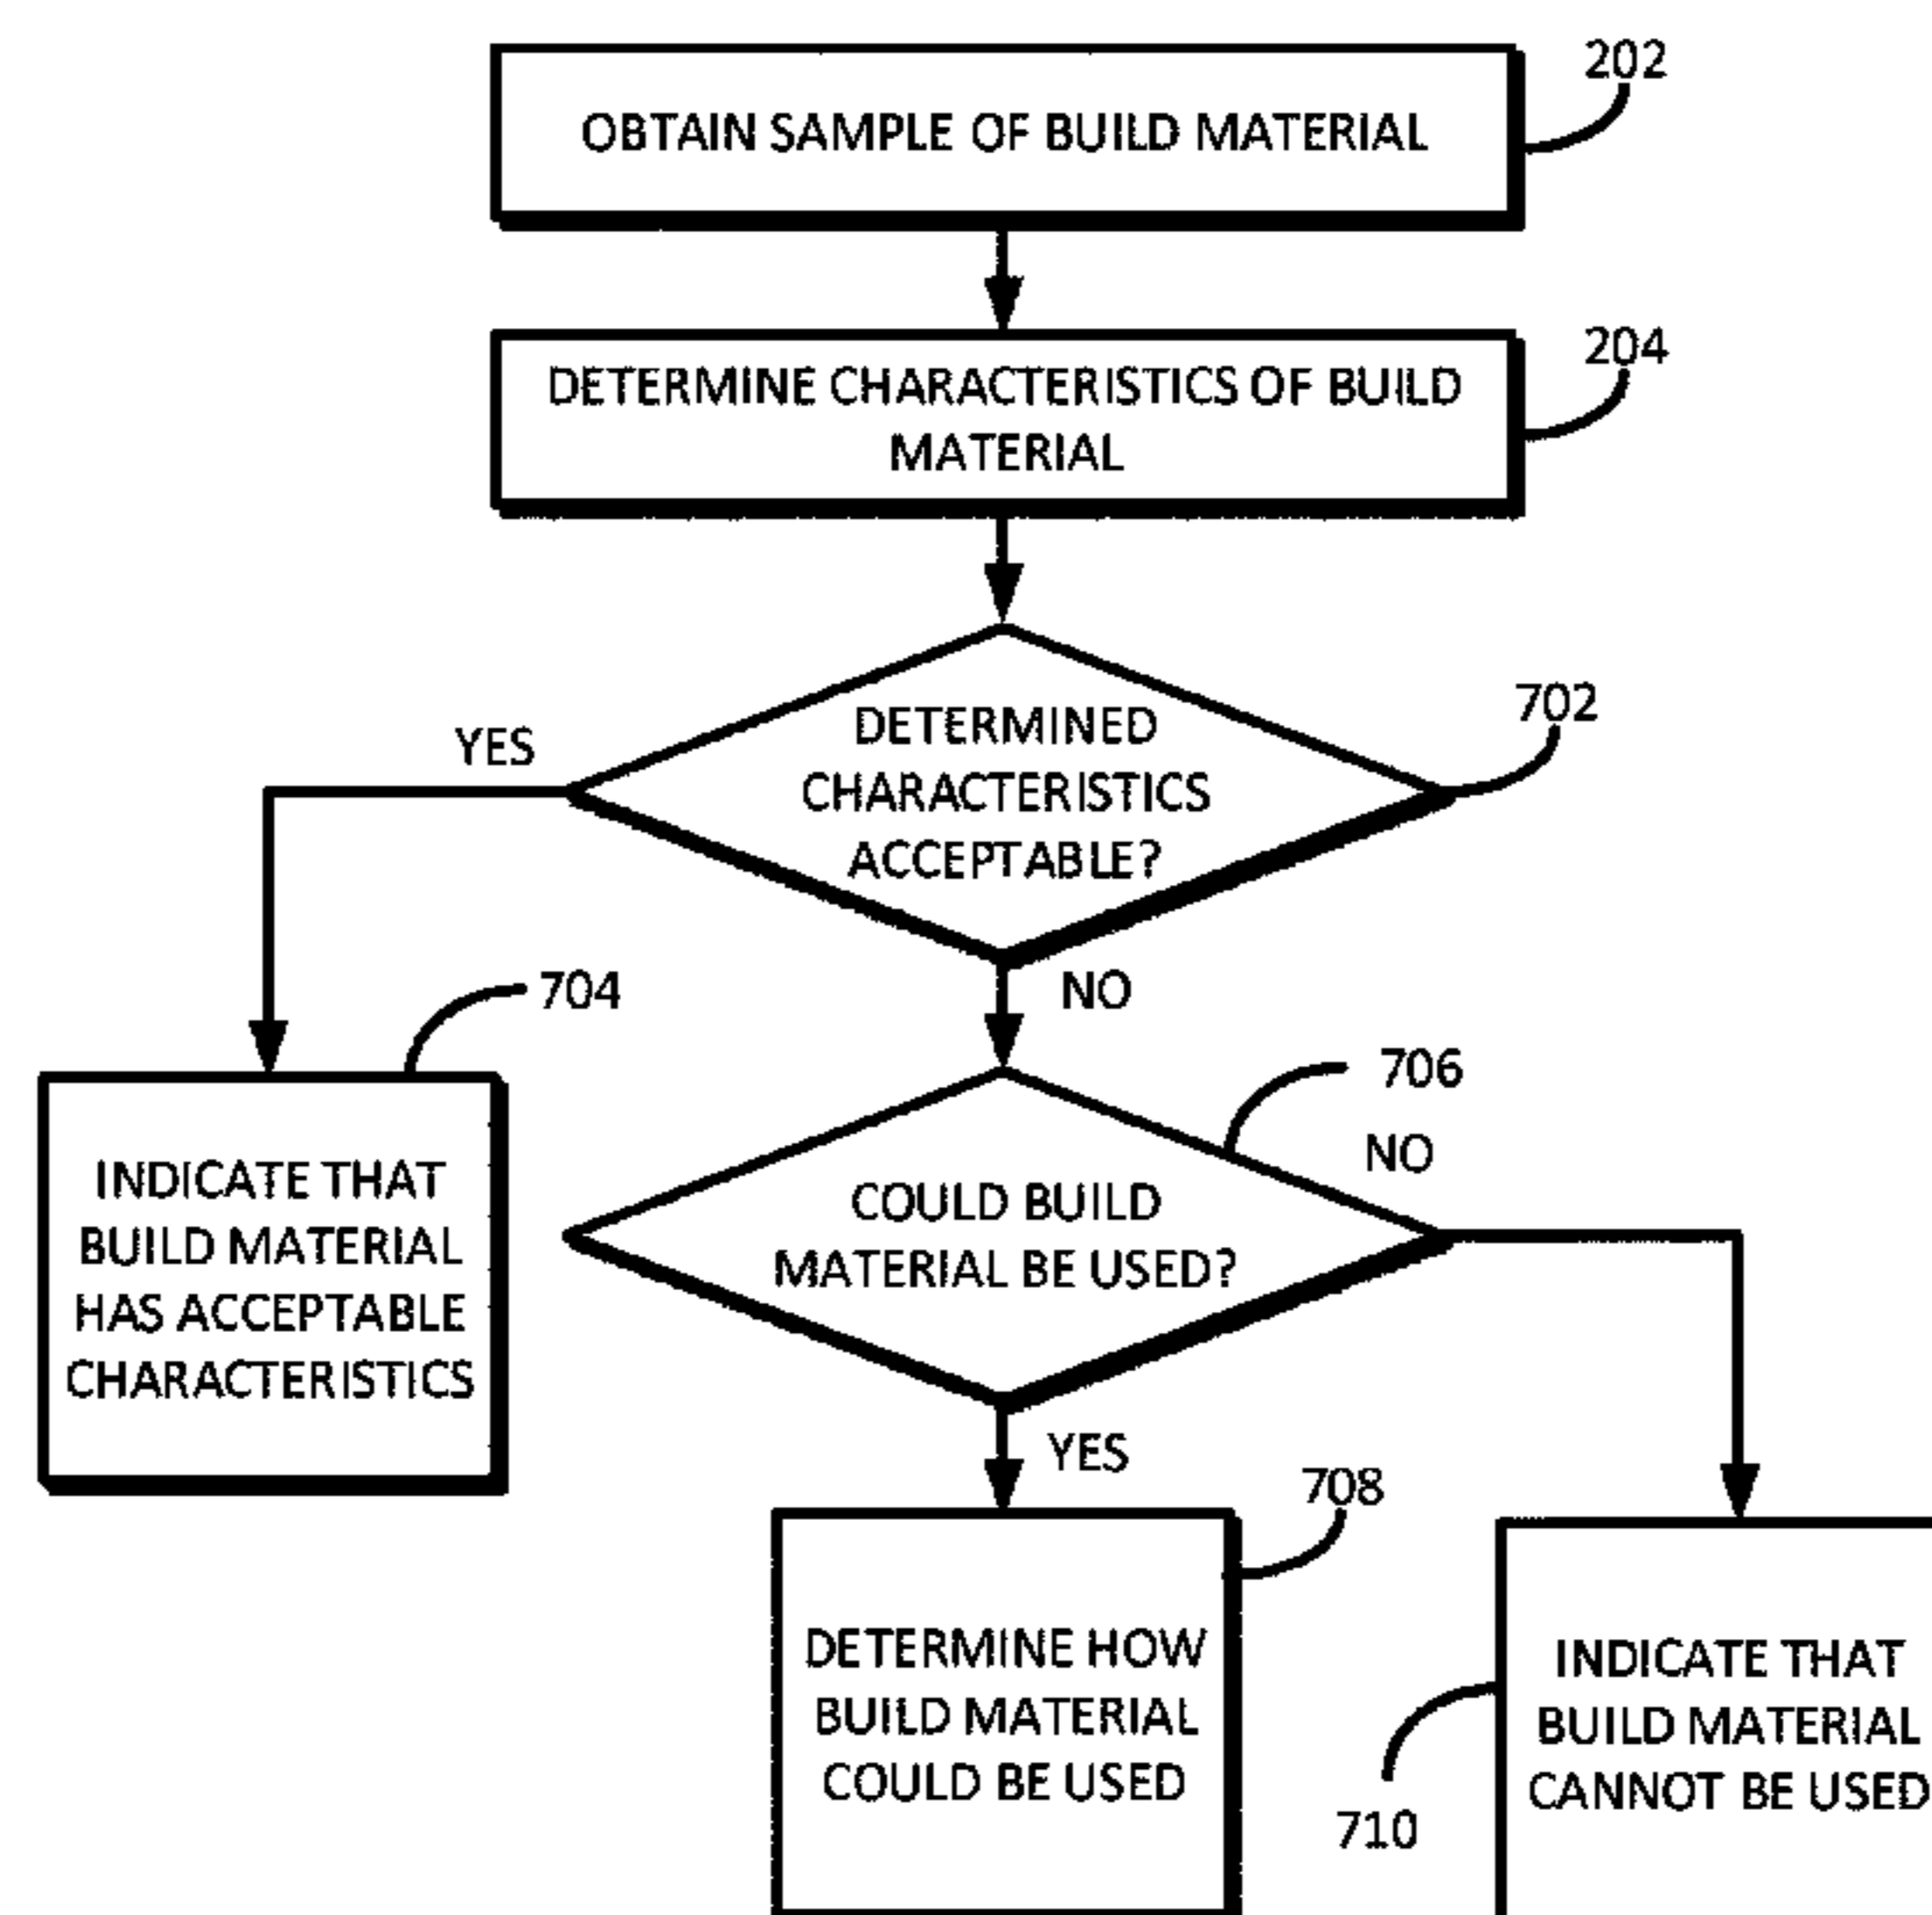 202
OBTAIN SAMPLE OF BUILD MATERIAL
204
DETERMINE CHARACTERISTICS OF BUILD
MATERIAL
702
YES
DETERMINED
CHARACTERISTICS
ACCEPTABLE?
704
NO
706
NO
INDICATE THAT
BUILD MATERIAL
HAS ACCEPTABLE
CHARACTERISTICS
COULD BUILD
MATERIAL BE USED?
YES
708
DETERMINE HOW
BUILD MATERIAL
COULD BE USED
INDICATE THAT
BUILD MATERIAL
CANNOT BE USED
710